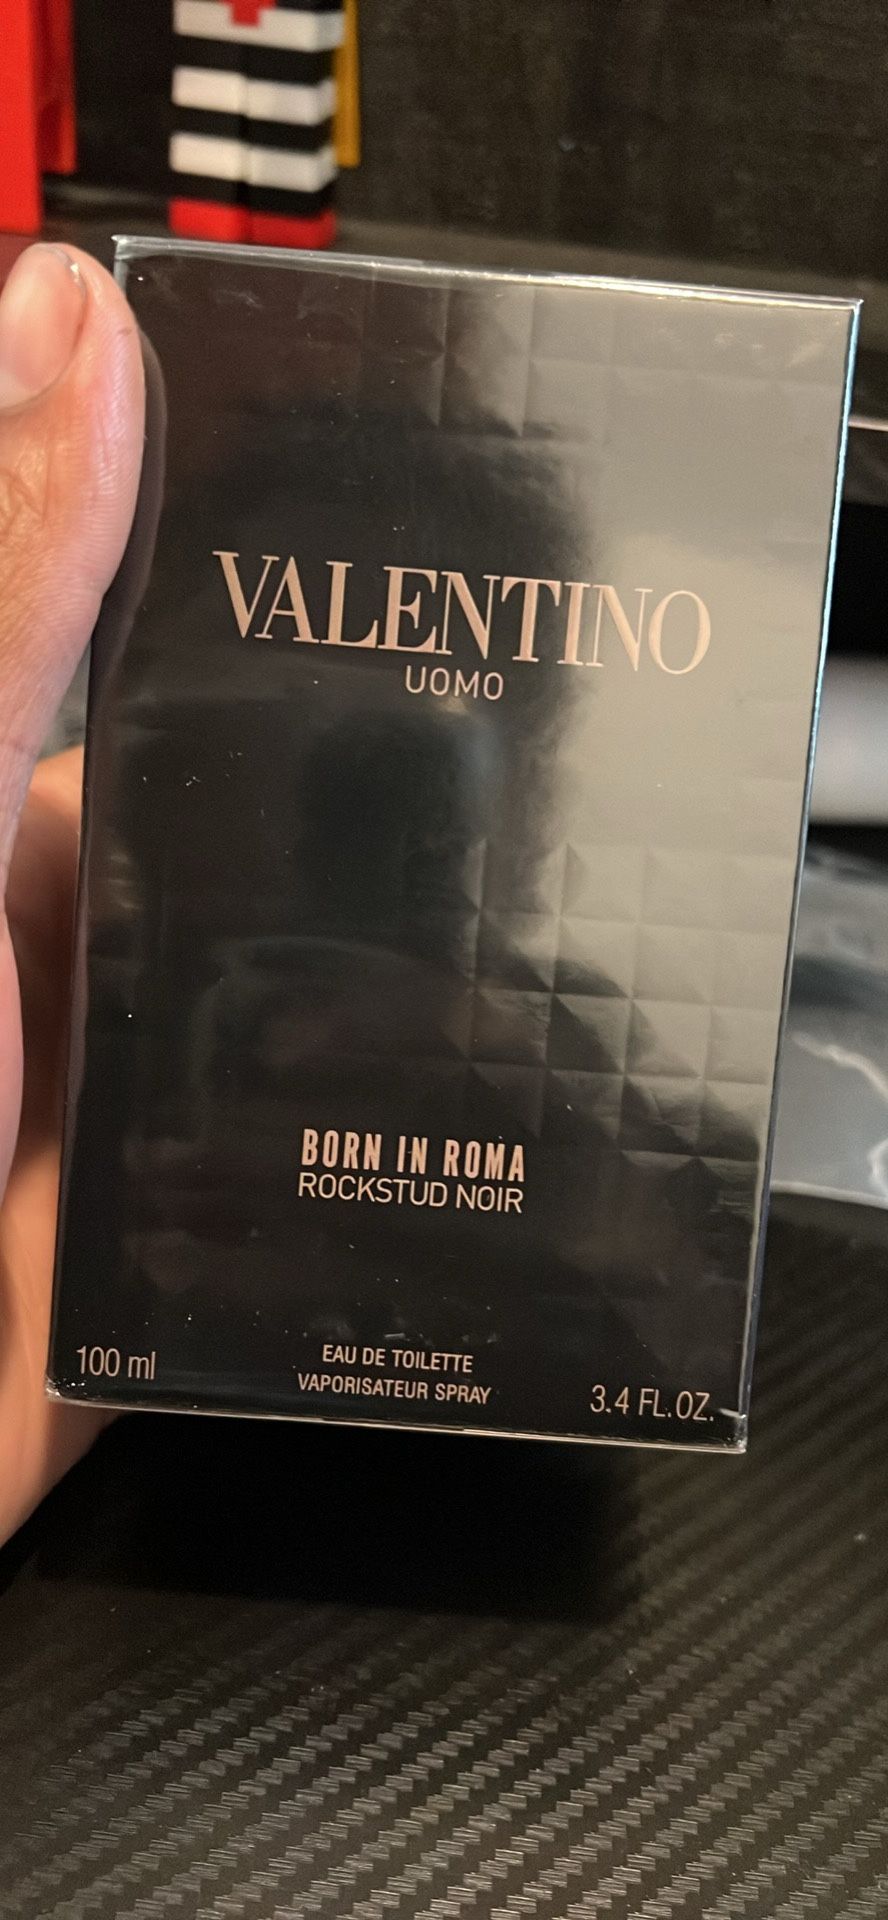 VALENTINO
UOMO
BORN IN ROMA
ROCKSTUD NOIR
100 ml
EAU DE TOILETTE
VAPORISATEUR SPRAY
3.4 FL.OZ.